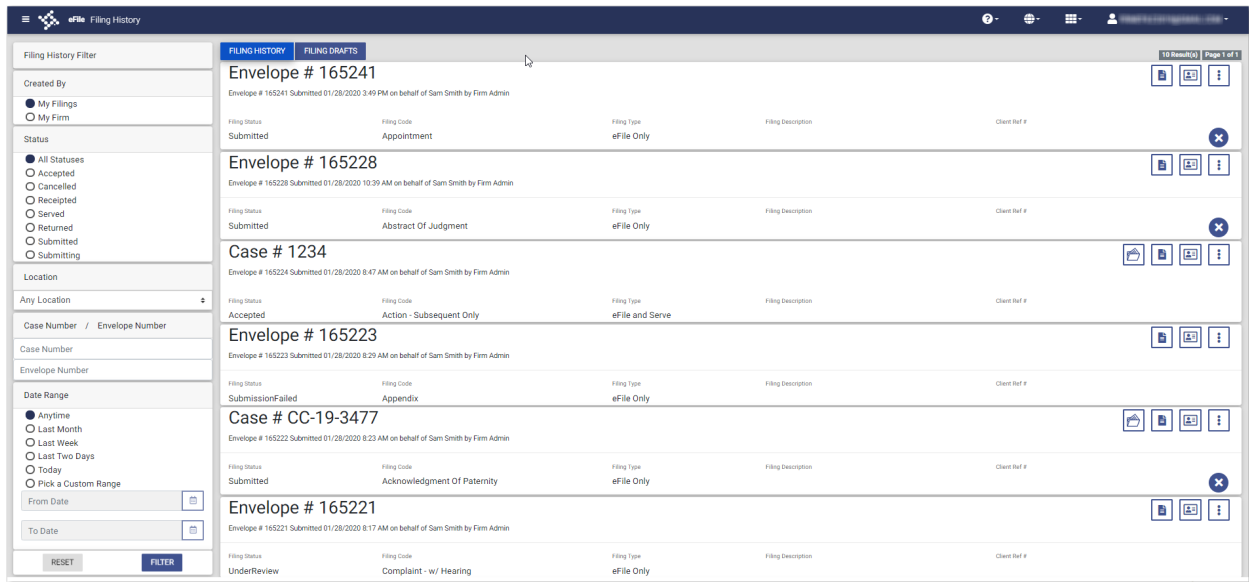 eFile Filing History
Filing History Filter
Created By
My Filings
My Firm
Status
All Statuses
Accepted
Cancelled
Receipted
Served
Returned
Submitted
Submitting
Location
Any Location
Case Number / Envelope Number
Case Number
Envelope Number
Date Range
Anytime
Last Month
Last Week
Last Two Days
Today
Pick a Custom Range
From Date
To Date
RESET FILTER
FILING HISTORY FILING DRAFTS
10 Result(s) Page 1 of 1
Envelope # 165241
Envelope # 165241 Submitted 01/28/2020 3:49 PM on behalf of Sam Smith by Firm Admin
Filing Status Filing Code Filing Type Filing Description Client Ref #
Submitted Appointment eFile Only
Envelope # 165228
Envelope # 165228 Submitted 01/28/2020 10:39 AM on behalf of Sam Smith by Firm Admin
Filing Status Filing Code Filing Type Filing Description Client Ref #
Submitted Abstract Of Judgment eFile Only
Case # 1234
Envelope # 165224 Submitted 01/28/2020 8:47 AM on behalf of Sam Smith by Firm Admin
Filing Status Filing Code Filing Type Filing Description Client Ref #
Accepted Action - Subsequent Only eFile and Serve
Envelope # 165223
Envelope # 165223 Submitted 01/28/2020 8:29 AM on behalf of Sam Smith by Firm Admin
Filing Status Filing Code Filing Type Filing Description Client Ref #
SubmissionFailed Appendix eFile Only
Case # CC-19-3477
Envelope # 165222 Submitted 01/28/2020 8:23 AM on behalf of Sam Smith by Firm Admin
Filing Status Filing Code Filing Type Filing Description Client Ref #
Submitted Acknowledgment Of Paternity eFile Only
Envelope # 165221
Envelope # 165221 Submitted 01/28/2020 8:17 AM on behalf of Sam Smith by Firm Admin
Filing Status Filing Code Filing Type Filing Description Client Ref #
UnderReview Complaint - w/ Hearing eFile Only